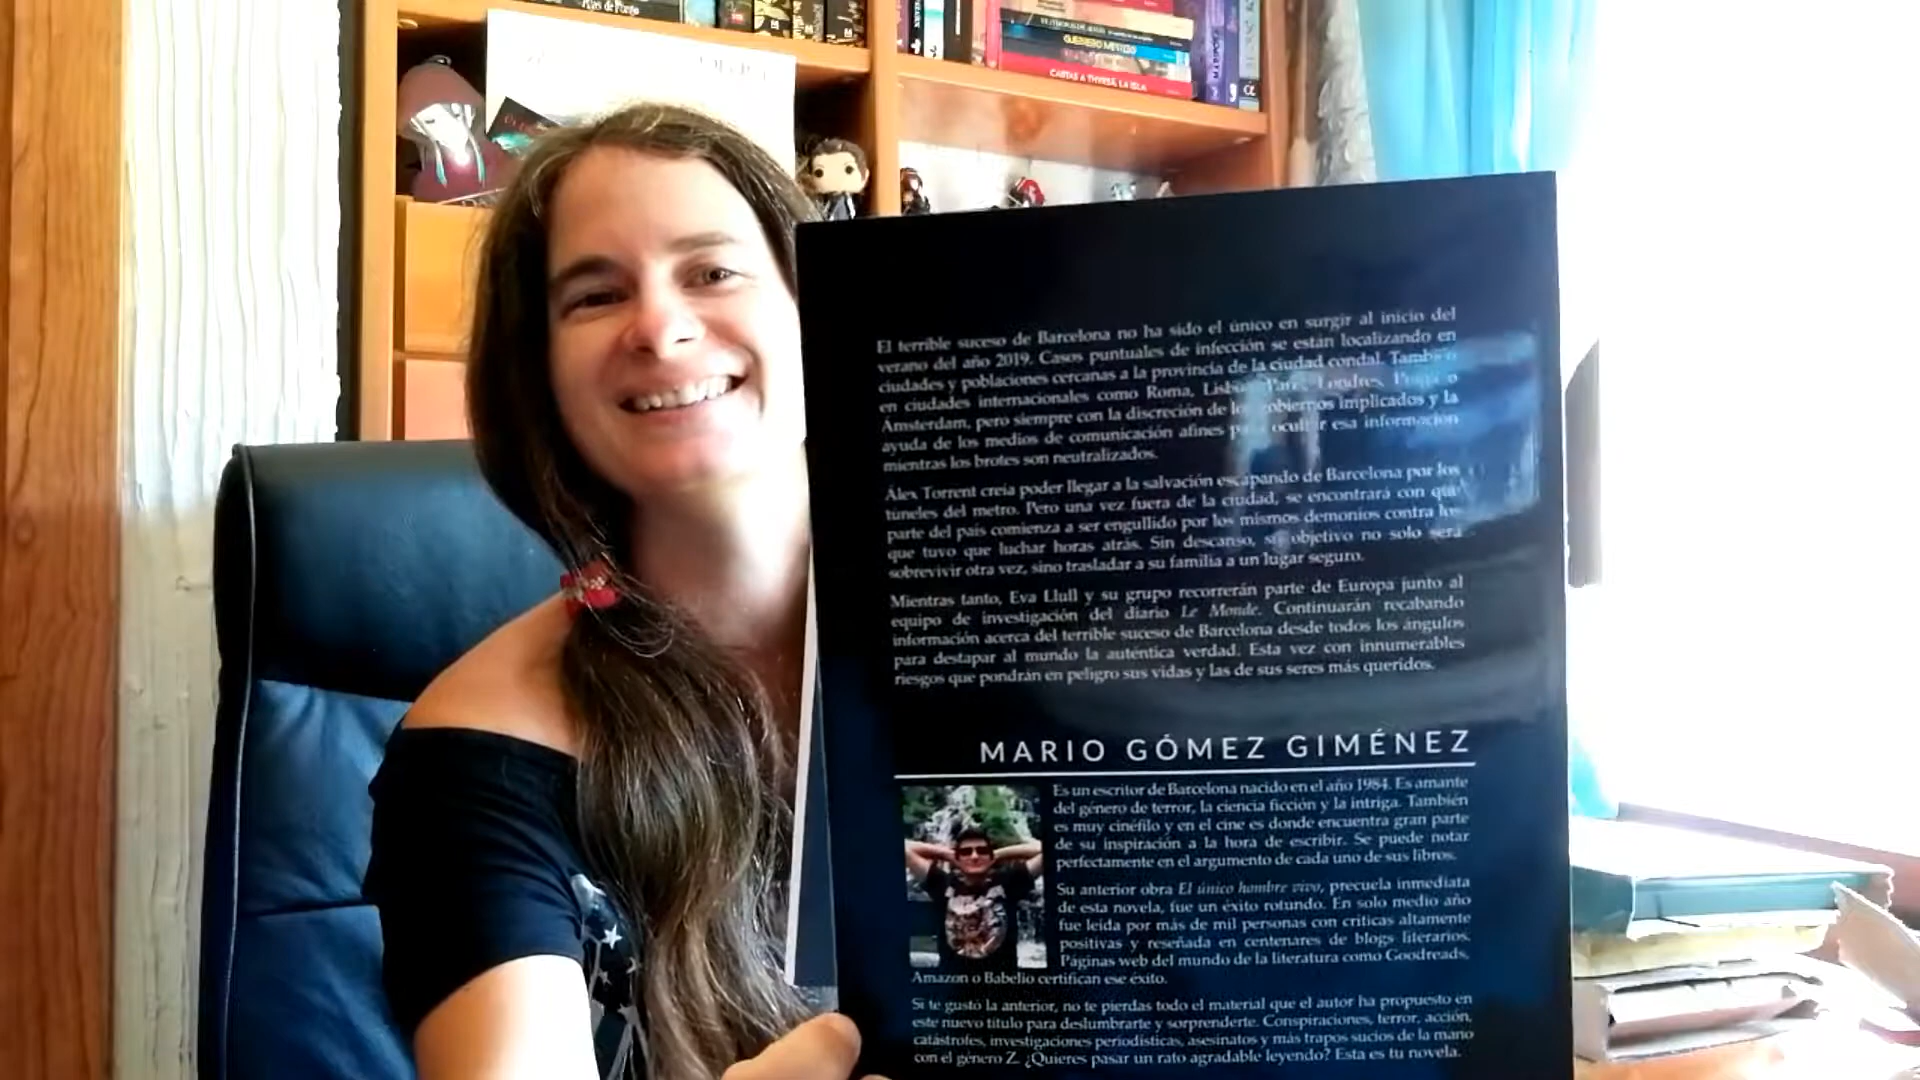 CARTAS A THYRSÁ. LA ISLA
El terrible suceso de Barcelona no ha sido el único en surgir al inicio del
verano del año 2019. Casos puntuales de infección se están localizando en
ciudades y poblaciones cercanas a la provincia de la ciudad condal. También
en ciudades internacionales como Roma, Lisboa, París, Londres, Praga o
Ámsterdam, pero siempre con la discreción de los gobiernos implicados y la
ayuda de los medios de comunicación afines para ocultar esa información
mientras los brotes son neutralizados.
Álex Torrent creía poder llegar a la salvación escapando de Barcelona por los
túneles del metro. Pero una vez fuera de la ciudad, se encontrará con que
parte del país comienza a ser engullido por los mismos demonios contra los
que tuvo que luchar horas atrás. Sin descanso, su objetivo no solo será
sobrevivir otra vez, sino trasladar a su familia a un lugar seguro.
Mientras tanto, Eva Llull y su grupo recorrerán parte de Europa junto al
equipo de investigación del diario Le Monde. Continuarán recabando
información acerca del terrible suceso de Barcelona desde todos los ángulos
para destapar al mundo la auténtica verdad. Esta vez con innumerables
riesgos que pondrán en peligro sus vidas y las de sus seres más queridos.
MARIO GÓMEZ GIMÉNEZ
Es un escritor de Barcelona nacido en el año 1984. Es amante
del género de terror, la ciencia ficción y la intriga. También
es muy cinéfilo y en el cine es donde encuentra gran parte
de su inspiración a la hora de escribir. Se puede notar
perfectamente en el argumento de cada uno de sus libros.
Su anterior obra El único hombre vivo, precuela inmediata
de esta novela, fue un éxito rotundo. En solo medio año
fue leída por más de mil personas con críticas altamente
positivas y reseñada en centenares de blogs literarios.
Páginas web del mundo de la literatura como Goodreads,
Amazon o Babelio certifican ese éxito.
Si te gustó la anterior, no te pierdas todo el material que el autor ha propuesto en
este nuevo título para deslumbrarte y sorprenderte. Conspiraciones, terror, acción,
catástrofes, investigaciones periodísticas, asesinatos y más trapos sucios de la mano
con el género Z. ¿Quieres pasar un rato agradable leyendo? Esta es tu novela.